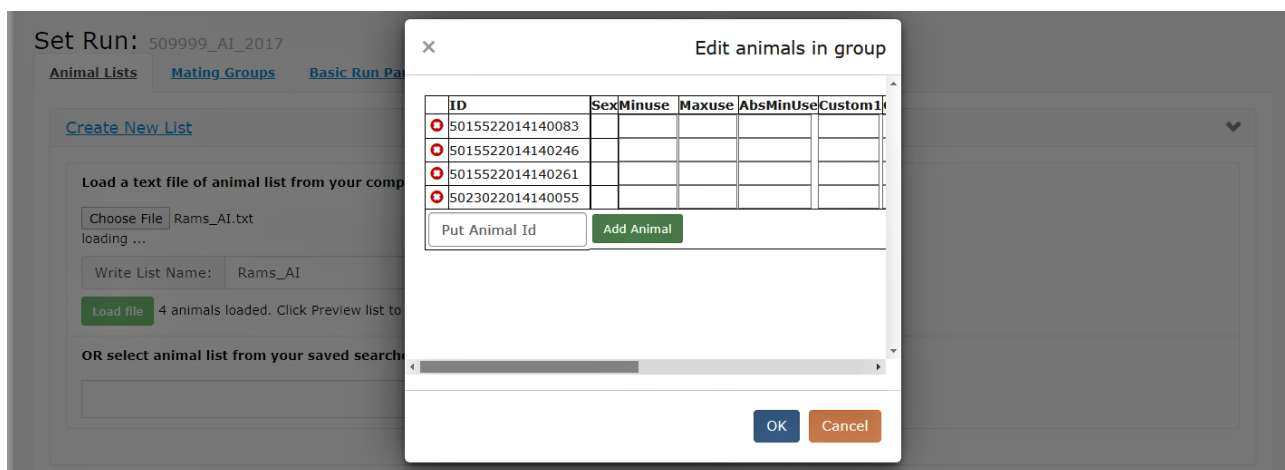 Set Run: 509999_AI_2017
Animal Lists Mating Groups Basic Run Par
Create New List
Load a text file of animal list from your comp
Choose File Rams_AI.txt
loading ...
Write List Name: Rams_AI
Load file 4 animals loaded. Click Preview list to
OR select animal list from your saved searche
× Edit animals in group
ID Sex Minuse Maxuse AbsMinUse Custom1
5015522014140083
5015522014140246
5015522014140261
5023022014140055
Put Animal Id Add Animal
OK Cancel